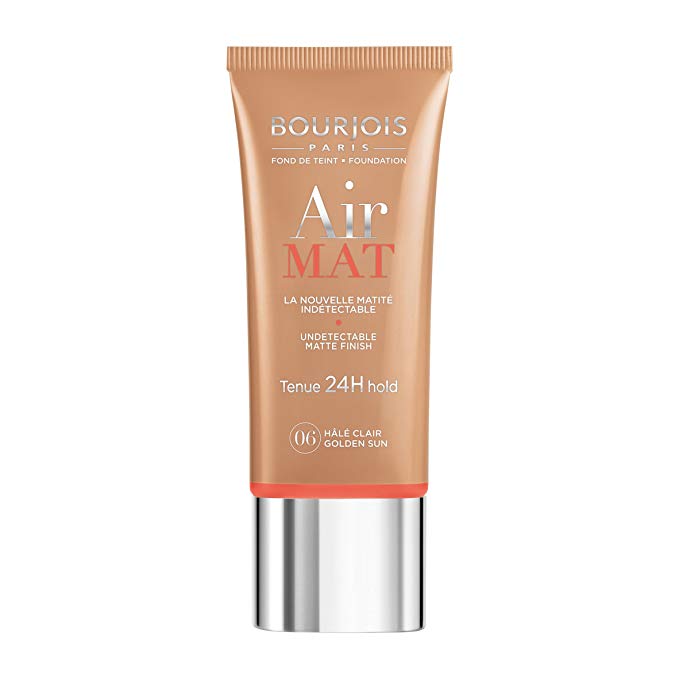 BOURJOIS
PARIS
FOND DE TEINT • FOUNDATION
Air
MAT
LA NOUVELLE MATITÉ
INDÉTECTABLE
•
UNDETECTABLE
MATTE FINISH
Tenue 24H hold
06 HÂLÉ CLAIR
GOLDEN SUN